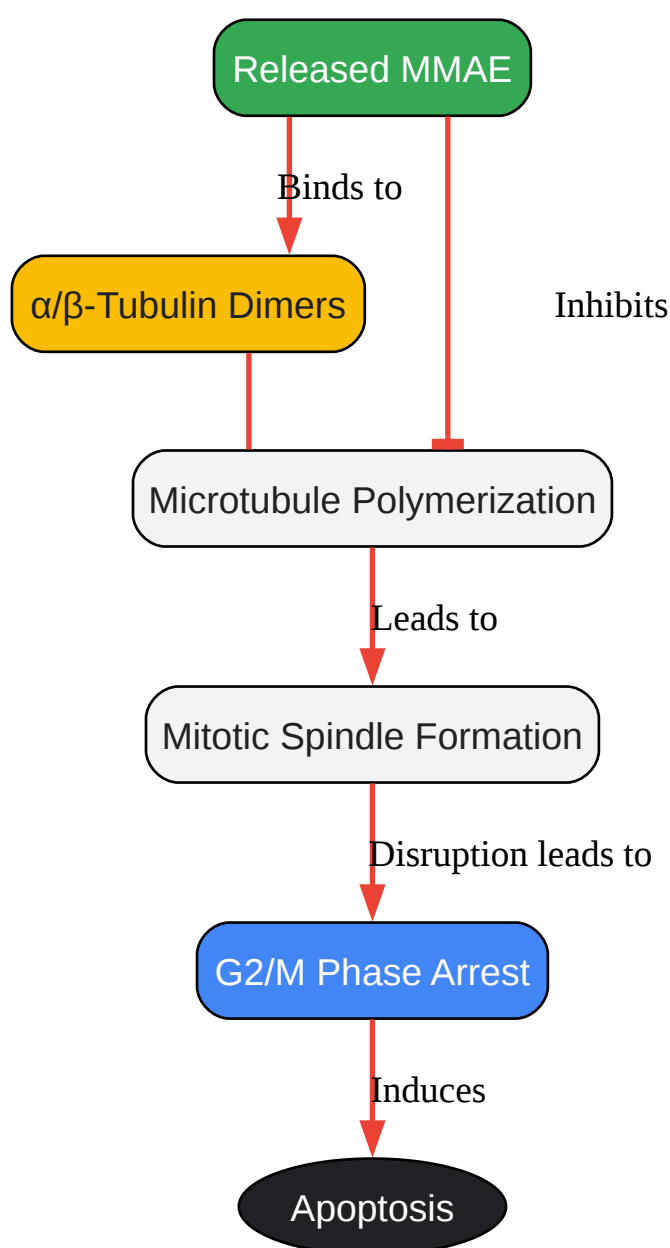 Released MMAE
Binds to
α/β-Tubulin Dimers
Inhibits
Microtubule Polymerization
Leads to
Mitotic Spindle Formation
Disruption leads to
G2/M Phase Arrest
Induces
Apoptosis